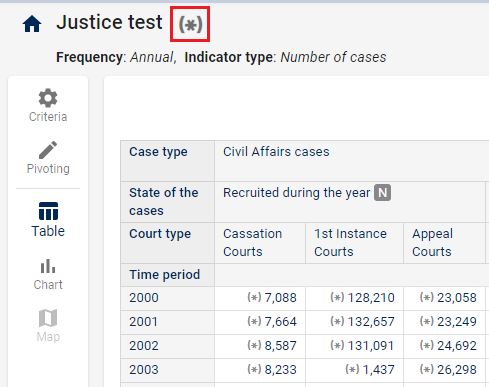 Justice test (*)
Frequency: Annual, Indicator type: Number of cases
Criteria
Pivoting
Table
Chart
Map
Case type Civil Affairs cases
State of the cases Recruited during the year N
Court type Cassation Courts 1st Instance Courts Appeal Courts
Time period
2000 (*) 7,088 (*) 128,210 (*) 23,058
2001 (*) 7,664 (*) 132,657 (*) 23,249
2002 (*) 8,587 (*) 131,091 (*) 24,692
2003 (*) 8,233 (*) 1,437 (*) 26,298